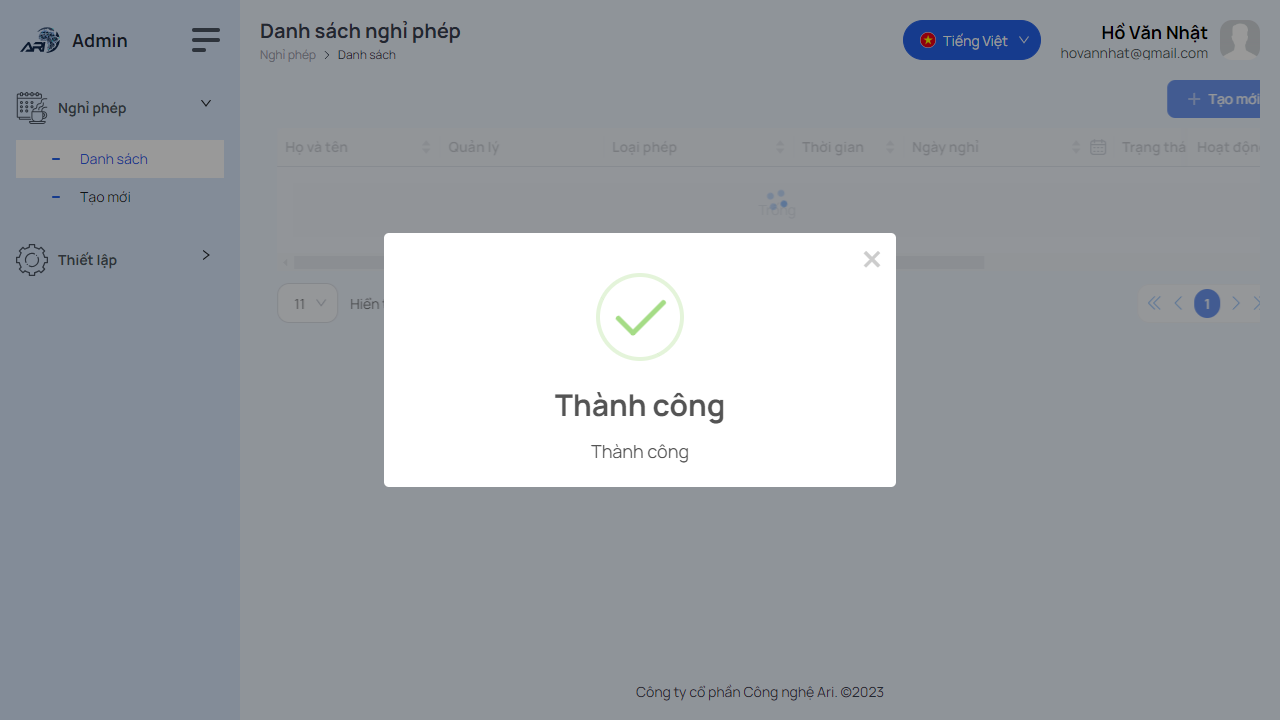 ARI Admin
Nghỉ phép
Danh sách
Tạo mới
Thiết lập
Danh sách nghỉ phép
Nghỉ phép > Danh sách
Tiếng Việt
Hồ Văn Nhật
hovannhat@gmail.com
Tạo mới
Họ và tên Quản lý Loại phép Thời gian Ngày nghỉ Trạng thá Hoạt động
Trống
11 Hiển
1
Thành công
Thành công
Công ty cổ phần Công nghệ Ari. ©2023